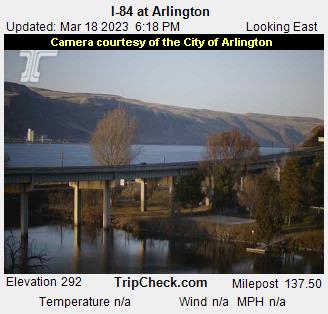 I-84 at Arlington
Updated: Mar 18 2023 6:18 PM Looking East
Camera courtesy of the City of Arlington
Elevation 292 TripCheck.com Milepost 137.50
Temperature n/a Wind n/a MPH n/a